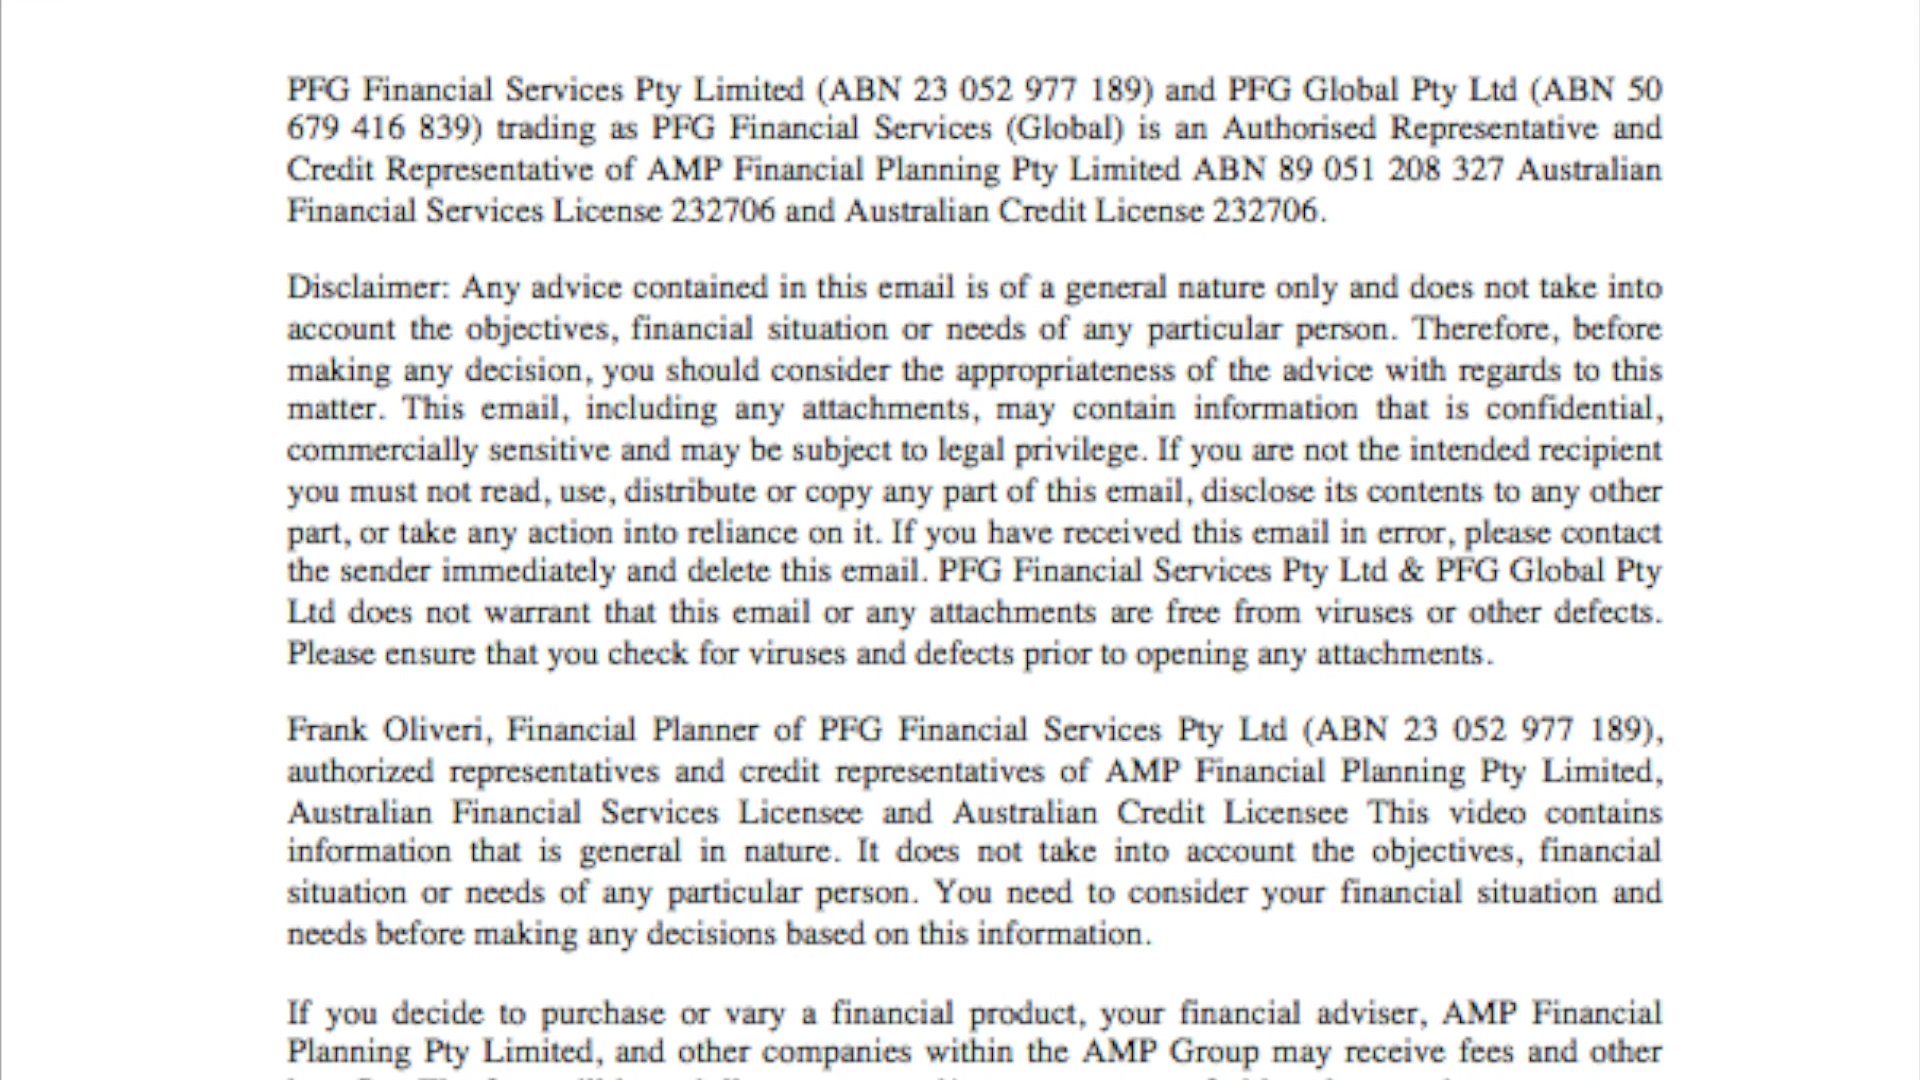 PFG Financial Services Pty Limited (ABN 23 052 977 189) and PFG Global Pty Ltd (ABN 50
679 416 839) trading as PFG Financial Services (Global) is an Authorised Representative and
Credit Representative of AMP Financial Planning Pty Limited ABN 89 051 208 327 Australian
Financial Services License 232706 and Australian Credit License 232706.
Disclaimer: Any advice contained in this email is of a general nature only and does not take into
account the objectives, financial situation or needs of any particular person. Therefore, before
making any decision, you should consider the appropriateness of the advice with regards to this
matter. This email, including any attachments, may contain information that is confidential,
commercially sensitive and may be subject to legal privilege. If you are not the intended recipient
you must not read, use, distribute or copy any part of this email, disclose its contents to any other
part, or take any action into reliance on it. If you have received this email in error, please contact
the sender immediately and delete this email. PFG Financial Services Pty Ltd & PFG Global Pty
Ltd does not warrant that this email or any attachments are free from viruses or other defects.
Please ensure that you check for viruses and defects prior to opening any attachments.
Frank Oliveri, Financial Planner of PFG Financial Services Pty Ltd (ABN 23 052 977 189),
authorized representatives and credit representatives of AMP Financial Planning Pty Limited,
Australian Financial Services Licensee and Australian Credit Licensee This video contains
information that is general in nature. It does not take into account the objectives, financial
situation or needs of any particular person. You need to consider your financial situation and
needs before making any decisions based on this information.
If you decide to purchase or vary a financial product, your financial adviser, AMP Financial
Planning Pty Limited, and other companies within the AMP Group may receive fees and other